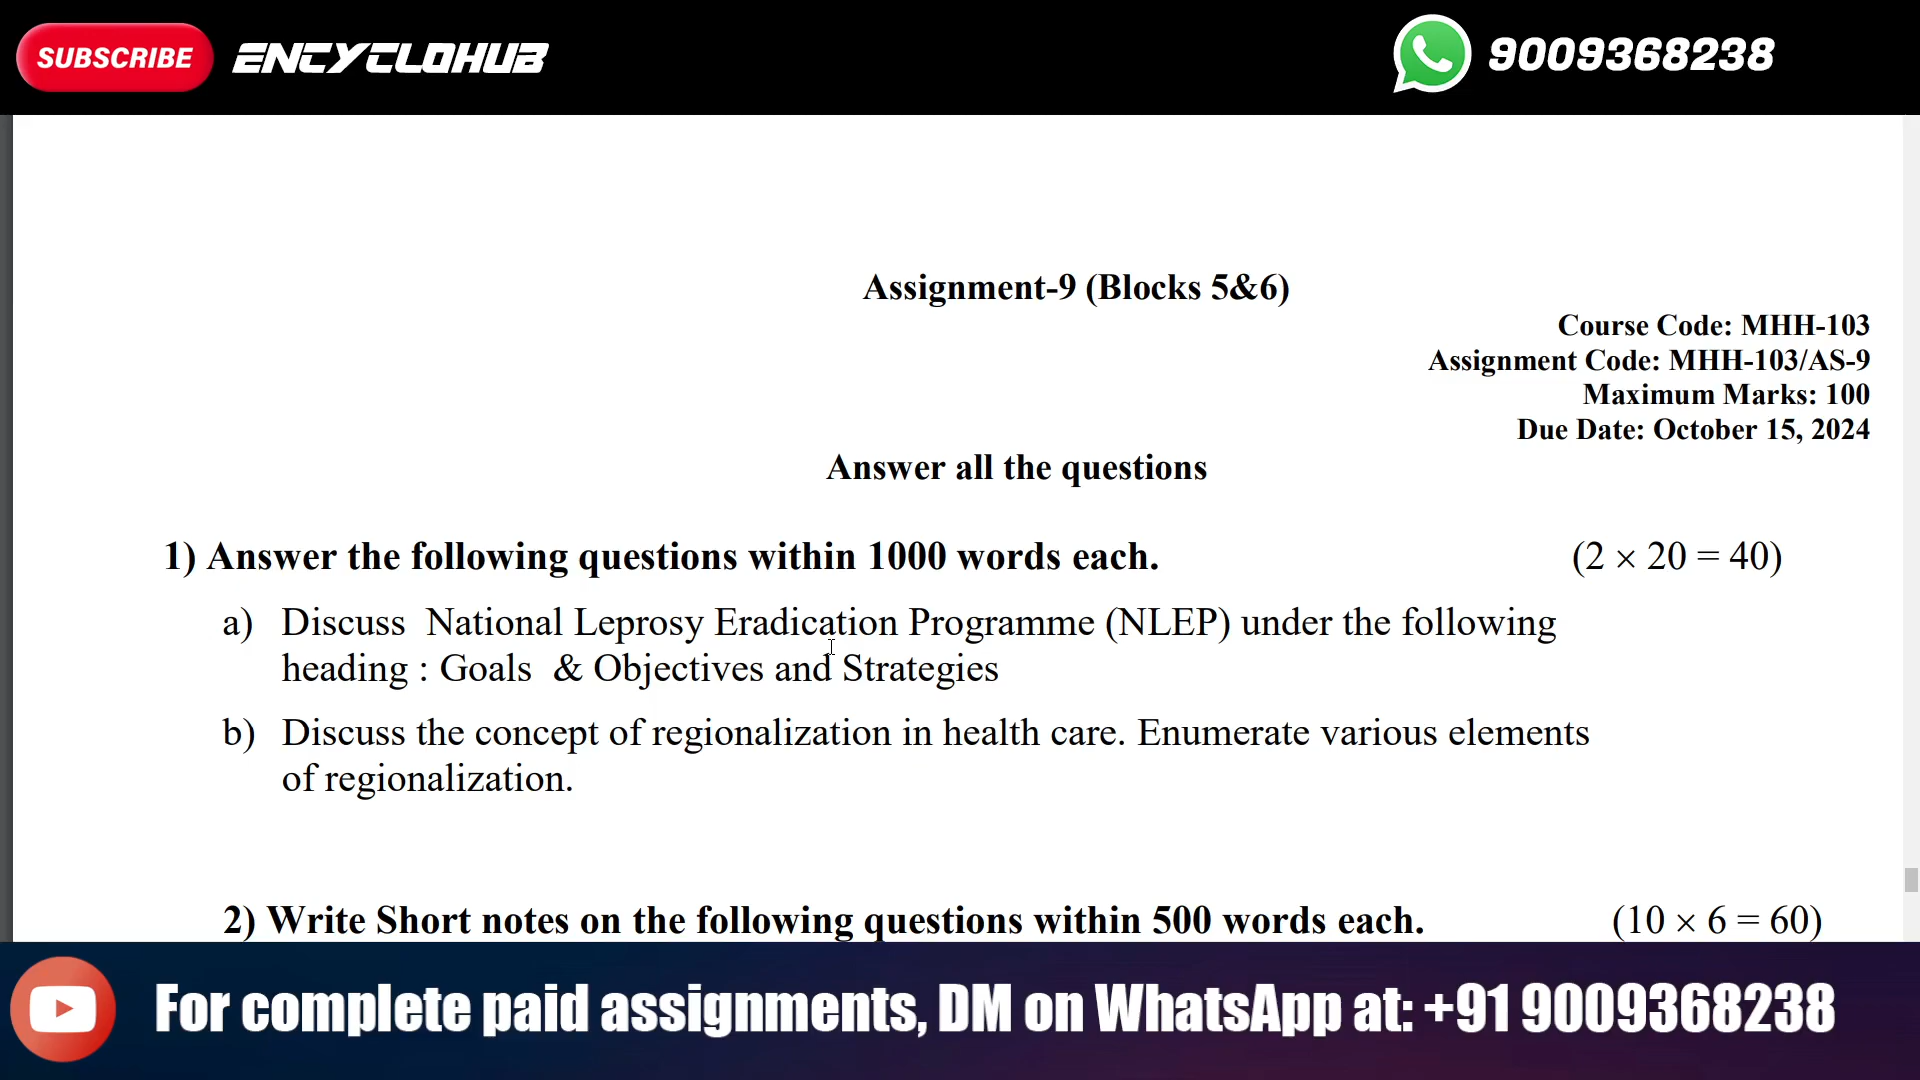 SUBSCRIBE ENCYCLOHUB 9009368238
Assignment-9 (Blocks 5&6)
Course Code: MHH-103
Assignment Code: MHH-103/AS-9
Maximum Marks: 100
Due Date: October 15, 2024
Answer all the questions
1) Answer the following questions within 1000 words each. (2 × 20 = 40)
a) Discuss National Leprosy Eradication Programme (NLEP) under the following
heading : Goals & Objectives and Strategies
b) Discuss the concept of regionalization in health care. Enumerate various elements
of regionalization.
2) Write Short notes on the following questions within 500 words each. (10 × 6 = 60)
For complete paid assignments, DM on WhatsApp at: +91 9009368238